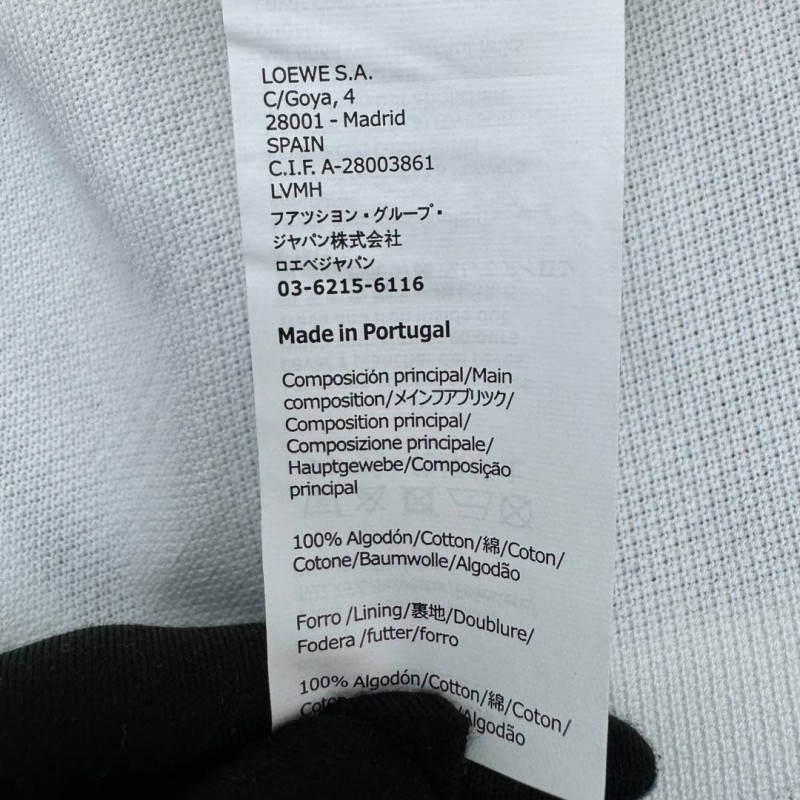 LOEWE S.A.
C/Goya, 4
28001 - Madrid
SPAIN
C.I.F. A-28003861
LVMH
フアツション・グループ・
ジャパン株式会社
ロエベジャパン
03-6215-6116
Made in Portugal
Composición principal/Main
composition/メインファブリック/
Composition principal/
Composizione principale/
Hauptgewebe/Composição
principal
100% Algodón/Cotton/綿/Coton/
Cotone/Baumwolle/Algodão
Forro /Lining/裏地/Doublure/
Fodera /futter/forro
100% Algodón/Cotton/綿/Coton/
/Algodão